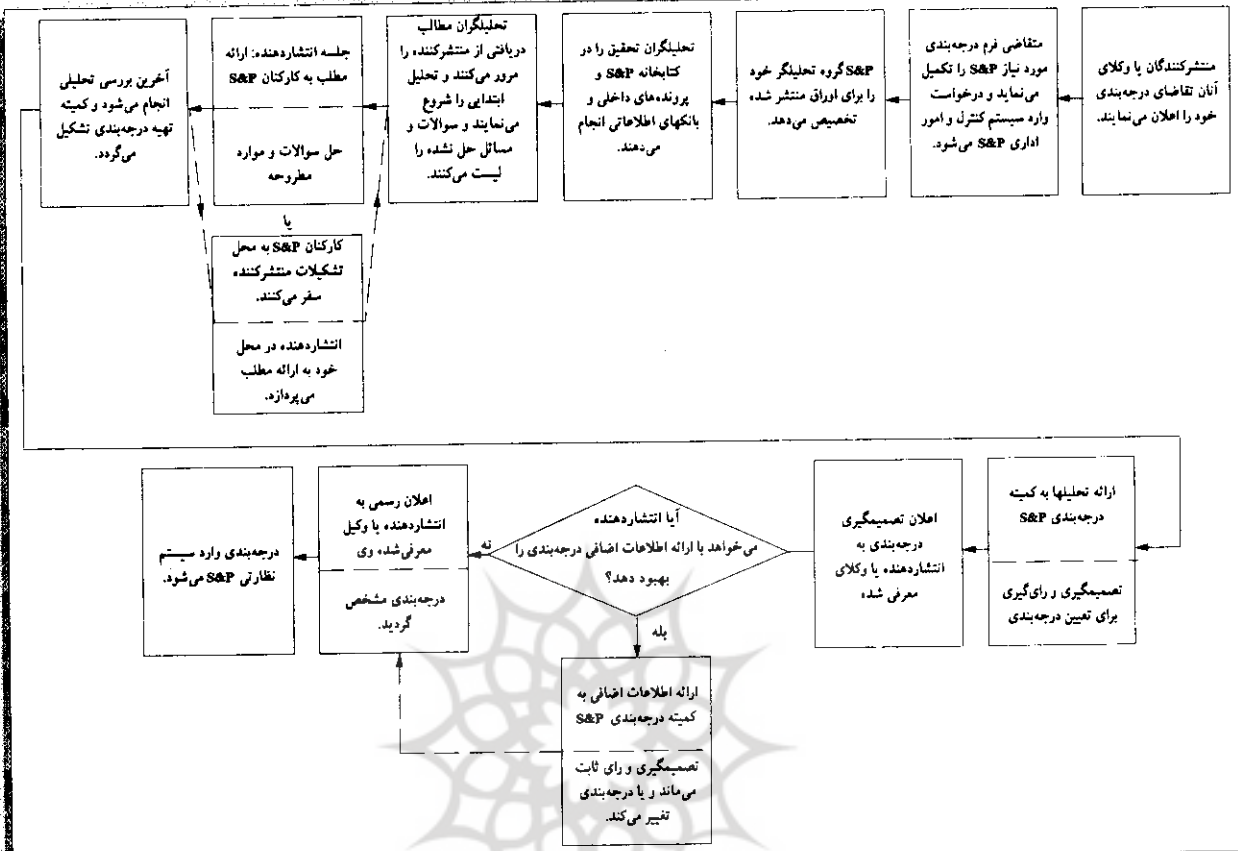 منتشرکنندگان یا وکلای
آنان تقاضای درجه‌بندی
خود را اعلان می‌نمایند.
متقاضی فرم درجه‌بندی
مورد نیاز S&P را تکمیل
می‌نماید و درخواست
وارد سیستم کنترل و امور
اداری S&P می‌شود.
S&P گروه تحلیلگر خود
را برای اوراق منتشر شده
تخصیص می‌دهد.
تحلیلگران تحقیق را در
کتابخانه S&P و
پرونده‌های داخلی و
بانکهای اطلاعاتی انجام
می‌دهند.
تحلیلگران مطالب
دریافتی از منتشرکننده را
مرور می‌کنند و تحلیل
ابتدایی را شروع
می‌نمایند و سوالات و
مسائل حل نشده را
لیست می‌کنند.
جلسه انتشاردهنده: ارائه
مطلب به کارکنان S&P
حل سوالات و موارد
مطروحه
یا
کارکنان S&P به محل
تشکیلات منتشرکننده
سفر می‌کنند.
انتشاردهنده در محل
خود به ارائه مطلب
می‌پردازد.
آخرین بررسی تحلیلی
انجام می‌شود و کمیته
تهیه درجه‌بندی تشکیل
می‌گردد.
ارائه تحلیلها به کمیته
درجه‌بندی S&P
تصمیمگیری و رای‌گیری
برای تعیین درجه‌بندی
اعلان تصمیمگیری
درجه‌بندی به
انتشاردهنده یا وکلای
معرفی شده
آیا انتشاردهنده
می‌خواهد با ارائه اطلاعات اضافی درجه‌بندی را
بهبود دهد؟
نه
بله
اعلان رسمی به
انتشاردهنده یا وکیل
معرفی‌شده وی
درجه‌بندی مشخص
گردید.
درجه‌بندی وارد سیستم
نظارتی S&P می‌شود.
ارائه اطلاعات اضافی به
کمیته درجه‌بندی S&P
تصمیمگیری و رای ثابت
می‌ماند و یا درجه‌بندی
تغییر می‌کند.